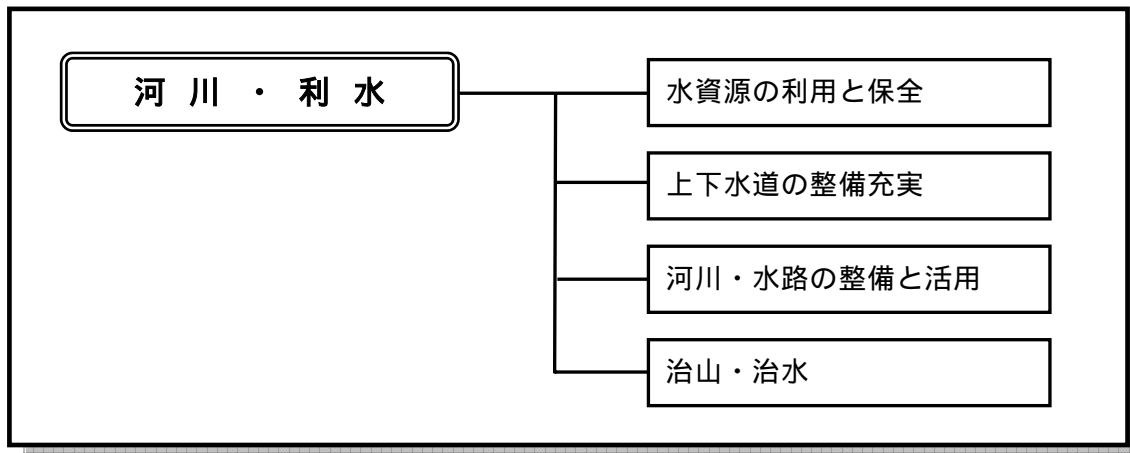 河川・利水
水資源の利用と保全
上下水道の整備充実
河川・水路の整備と活用
治山・治水